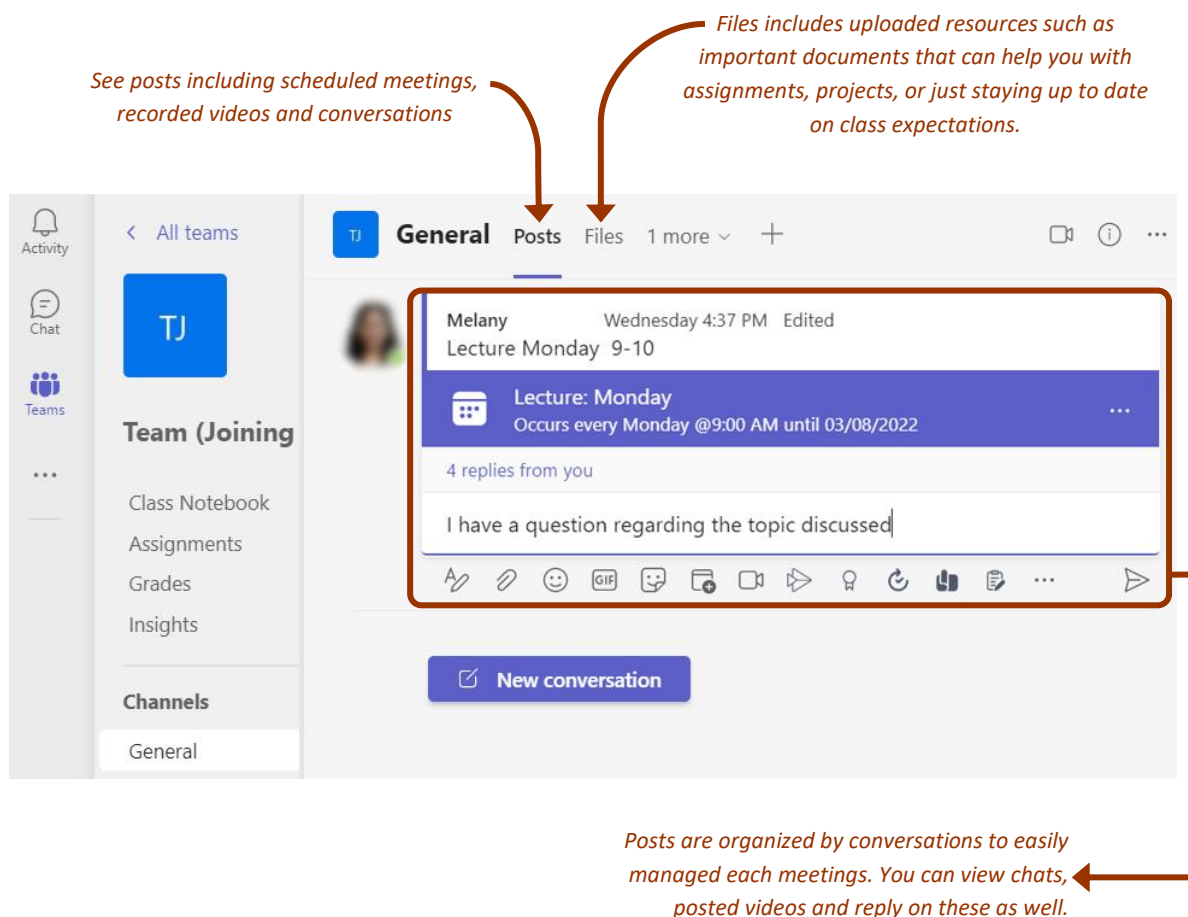 See posts including scheduled meetings,
recorded videos and conversations
Files includes uploaded resources such as
important documents that can help you with
assignments, projects, or just staying up to date
on class expectations.
Activity
Chat
Teams
All teams
TJ
Team (Joining
Class Notebook
Assignments
Grades
Insights
Channels
General
TJ General Posts Files 1 more
Melany Wednesday 4:37 PM Edited
Lecture Monday 9-10
Lecture: Monday
Occurs every Monday @9:00 AM until 03/08/2022
4 replies from you
I have a question regarding the topic discussed
GIF
New conversation
Posts are organized by conversations to easily
managed each meetings. You can view chats,
posted videos and reply on these as well.